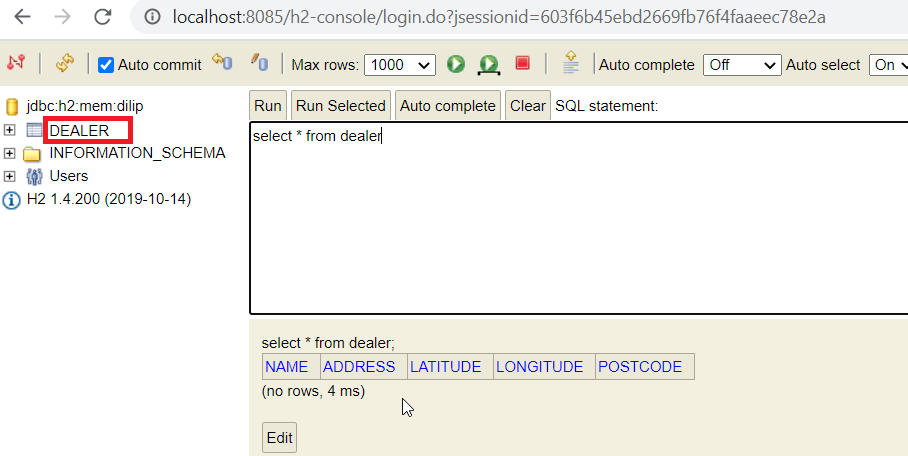 localhost:8085/h2-console/login.do?jsessionid=603f6b45ebd2669fb76f4faaeec78e2a
Auto commit Max rows: 1000 Auto complete Off Auto select On
jdbc:h2:mem:dilip
DEALER
INFORMATION_SCHEMA
Users
H2 1.4.200 (2019-10-14)
Run Run Selected Auto complete Clear SQL statement:
select * from dealer
select * from dealer;
NAME ADDRESS LATITUDE LONGITUDE POSTCODE
(no rows, 4 ms)
Edit